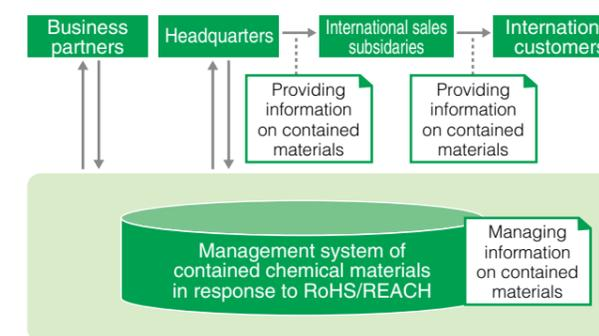 Business
partners
Headquarters
International sales
subsidaries
Internation
customers
Providing
information
on contained
materials
Providing
information
on contained
materials
Management system of
contained chemical materials
in response to RoHS/REACH
Managing
information
on contained
materials